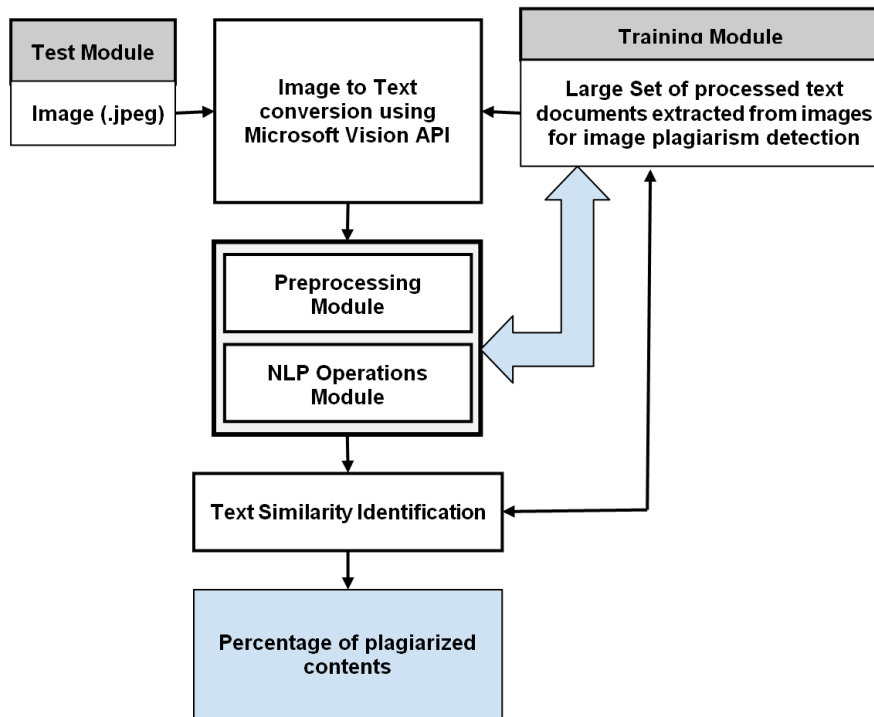 Test Module
Image (.jpeg)
Image to Text
conversion using
Microsoft Vision API
Training Module
Large Set of processed text
documents extracted from images
for image plagiarism detection
Preprocessing
Module
NLP Operations
Module
Text Similarity Identification
Percentage of plagiarized
contents